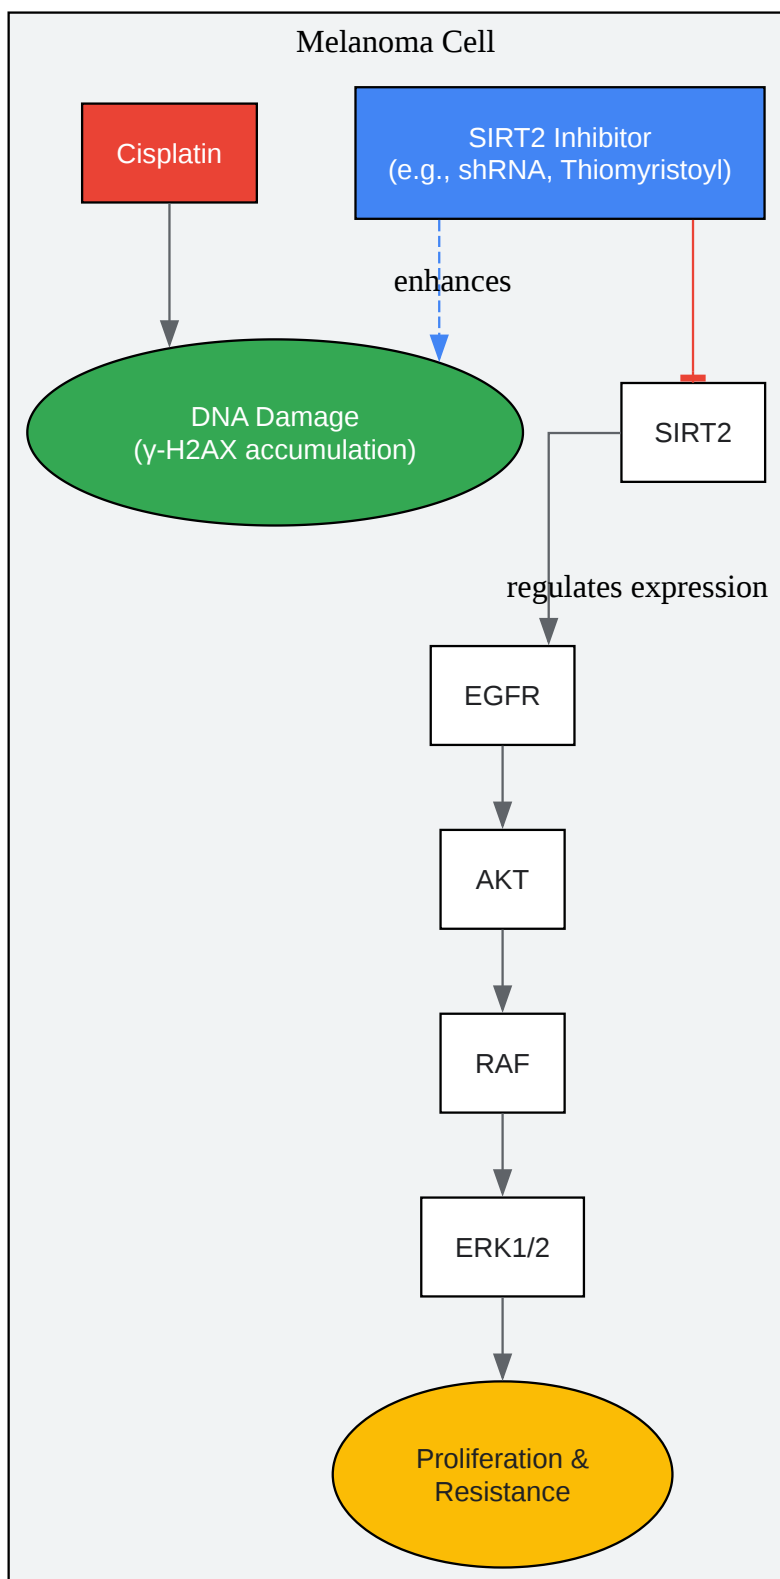 Melanoma Cell
Cisplatin
SIRT2 Inhibitor
(e.g., shRNA, Thiomyristoyl)
enhances
DNA Damage
(γ-H2AX accumulation)
SIRT2
regulates expression
EGFR
AKT
RAF
ERK1/2
Proliferation &
Resistance